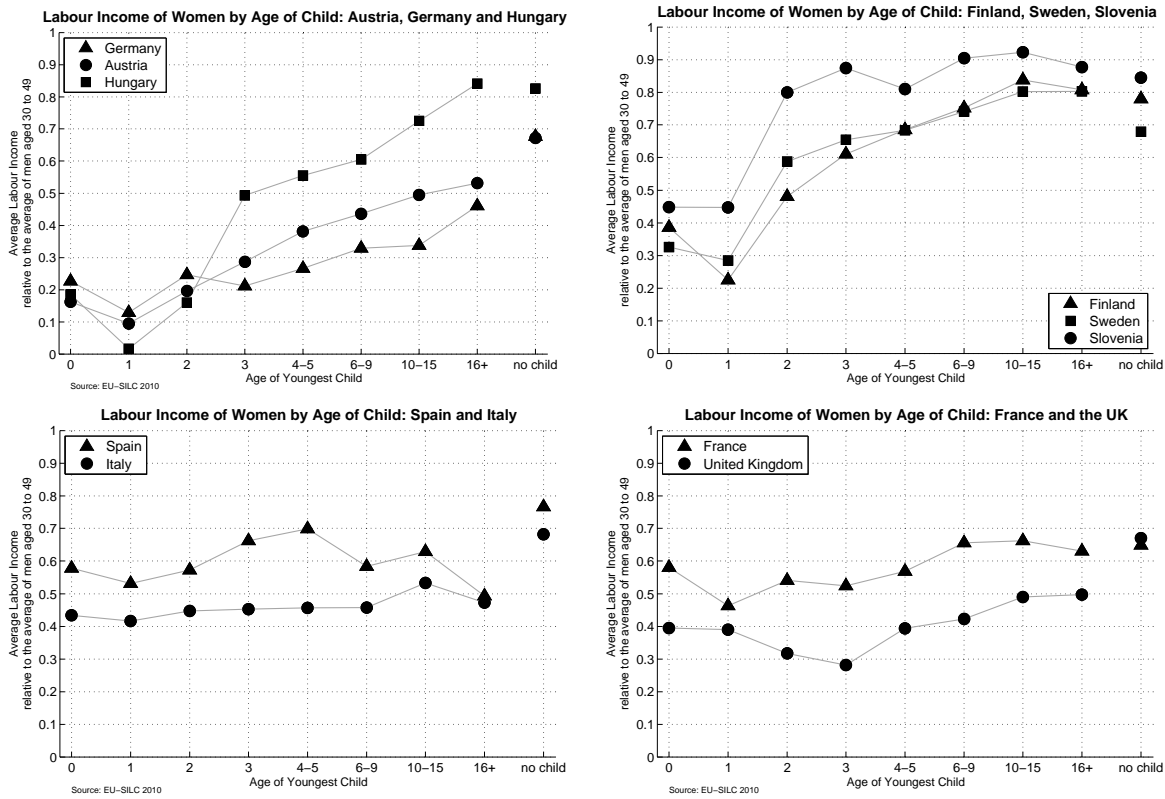 Labour Income of Women by Age of Child: Austria, Germany and Hungary
Germany
Austria
Hungary
Average Labour Income
relative to the average of men aged 30 to 49
1
0.9
0.8
0.7
0.6
0.5
0.4
0.3
0.2
0.1
0
0 1 2 3 4–5 6–9 10–15 16+ no child
Age of Youngest Child
Source: EU–SILC 2010
Labour Income of Women by Age of Child: Finland, Sweden, Slovenia
Average Labour Income
relative to the average of men aged 30 to 49
1
0.9
0.8
0.7
0.6
0.5
0.4
0.3
0.2
0.1
0
Finland
Sweden
Slovenia
0 1 2 3 4–5 6–9 10–15 16+ no child
Age of Youngest Child
Source: EU–SILC 2010
Labour Income of Women by Age of Child: Spain and Italy
Spain
Italy
Average Labour Income
relative to the average of men aged 30 to 49
1
0.9
0.8
0.7
0.6
0.5
0.4
0.3
0.2
0.1
0
0 1 2 3 4–5 6–9 10–15 16+ no child
Age of Youngest Child
Source: EU–SILC 2010
Labour Income of Women by Age of Child: France and the UK
France
United Kingdom
Average Labour Income
relative to the average of men aged 30 to 49
1
0.9
0.8
0.7
0.6
0.5
0.4
0.3
0.2
0.1
0
0 1 2 3 4–5 6–9 10–15 16+ no child
Age of Youngest Child
Source: EU–SILC 2010